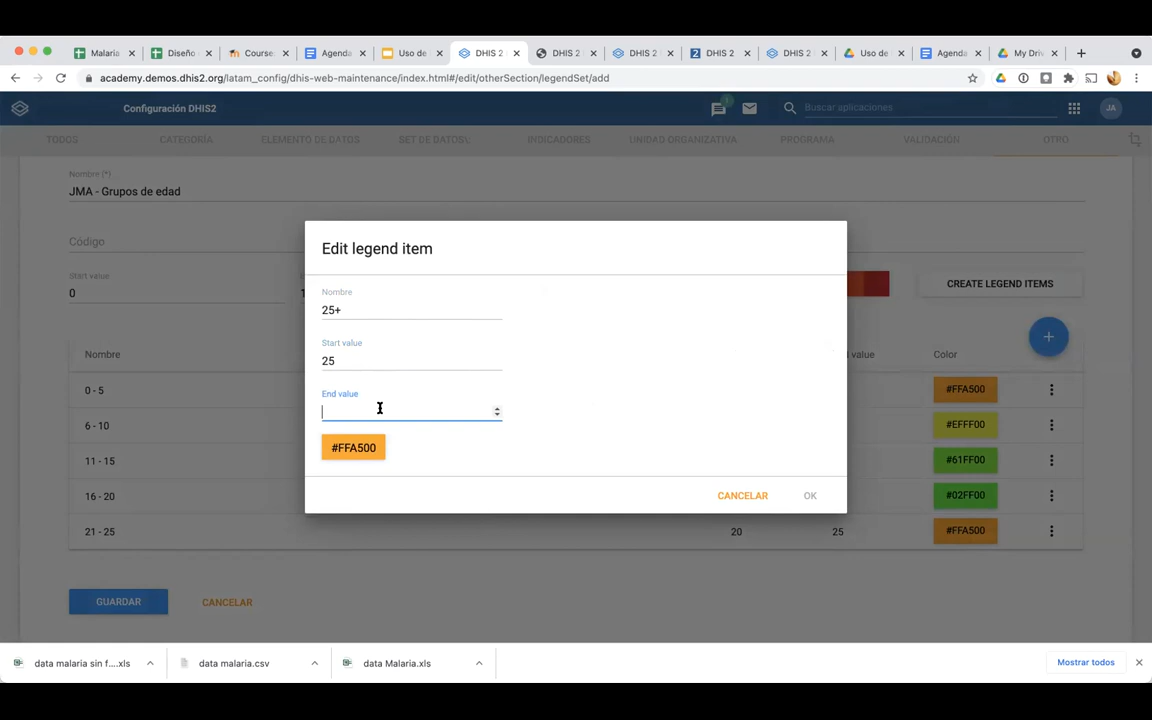 Malaria
Diseño
Course
Agenda
Uso de
DHIS 2
DHIS 2
DHIS 2
DHIS 2
DHIS 2
Uso de
Agenda
My Driv
academy.demos.dhis2.org/latam_config/dhis-web-maintenance/index.html#/edit/otherSection/legendSet/add
Configuración DHIS2
1
Buscar aplicaciones
JA
TODOS
CATEGORÍA
ELEMENTO DE DATOS
SET DE DATOSV
INDICADORES
UNIDAD ORGANIZATIVA
PROGRAMA
VALIDACIÓN
OTRO
Nombre (*)
JMA - Grupos de edad
Código
Start value
0
CREATE LEGEND ITEMS
Edit legend item
Nombre
25+
Start value
25
End value
#FFA500
CANCELAR
OK
Nombre
value
Color
0 - 5
#FFA500
6 - 10
#EFFF00
11 - 15
#61FF00
16 - 20
#02FF00
21 - 25
20
25
#FFA500
GUARDAR
CANCELAR
data malaria sin f....xls
data malaria.csv
data Malaria.xls
Mostrar todos